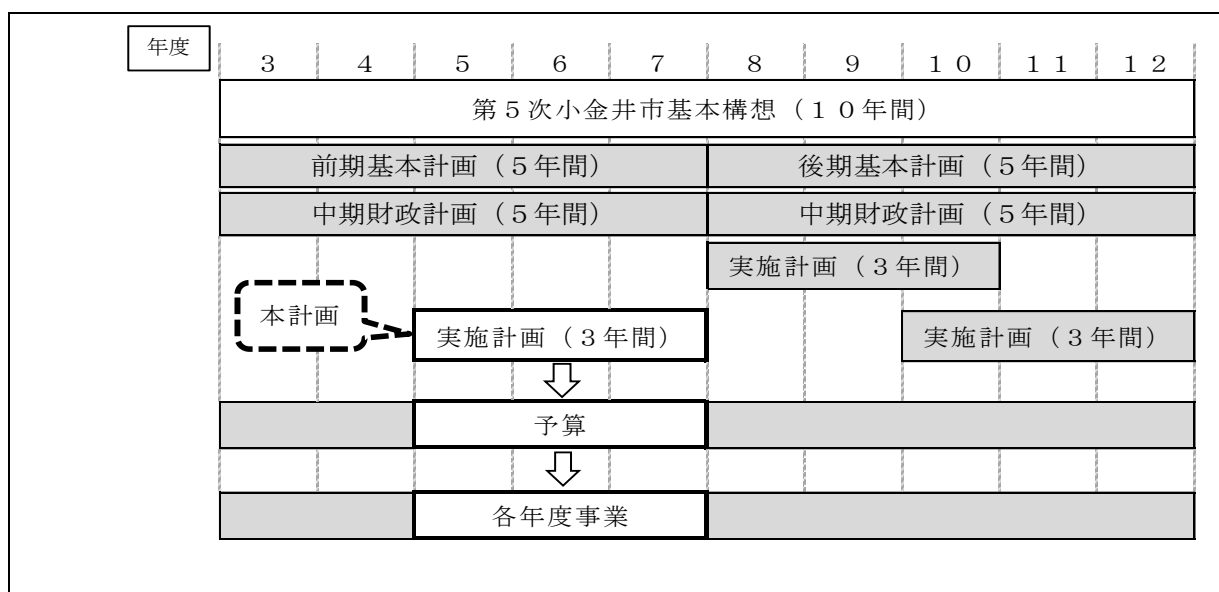 年度
３ ４ ５ ６ ７ ８ ９ １０ １１ １２
第５次小金井市基本構想（１０年間）
前期基本計画（５年間） 後期基本計画（５年間）
中期財政計画（５年間） 中期財政計画（５年間）
実施計画（３年間）
本計画
実施計画（３年間） 実施計画（３年間）
予算
各年度事業